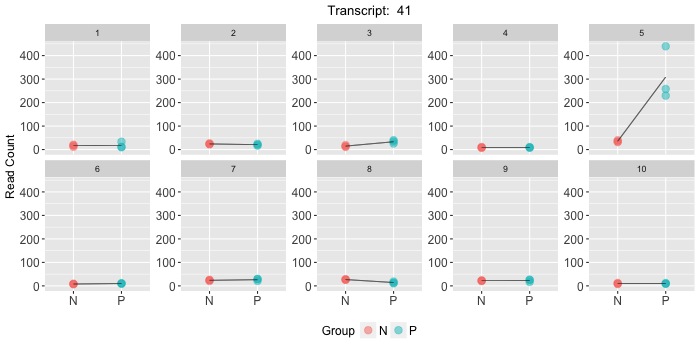 Transcript: 41
1 2 3 4 5
400 400 400 400 400
300 300 300 300 300
200 200 200 200 200
100 100 100 100 100
0 0 0 0 0
Read Count
6 7 8 9 10
400 400 400 400 400
300 300 300 300 300
200 200 200 200 200
100 100 100 100 100
0 0 0 0 0
N P N P N P N P N P
Group N P